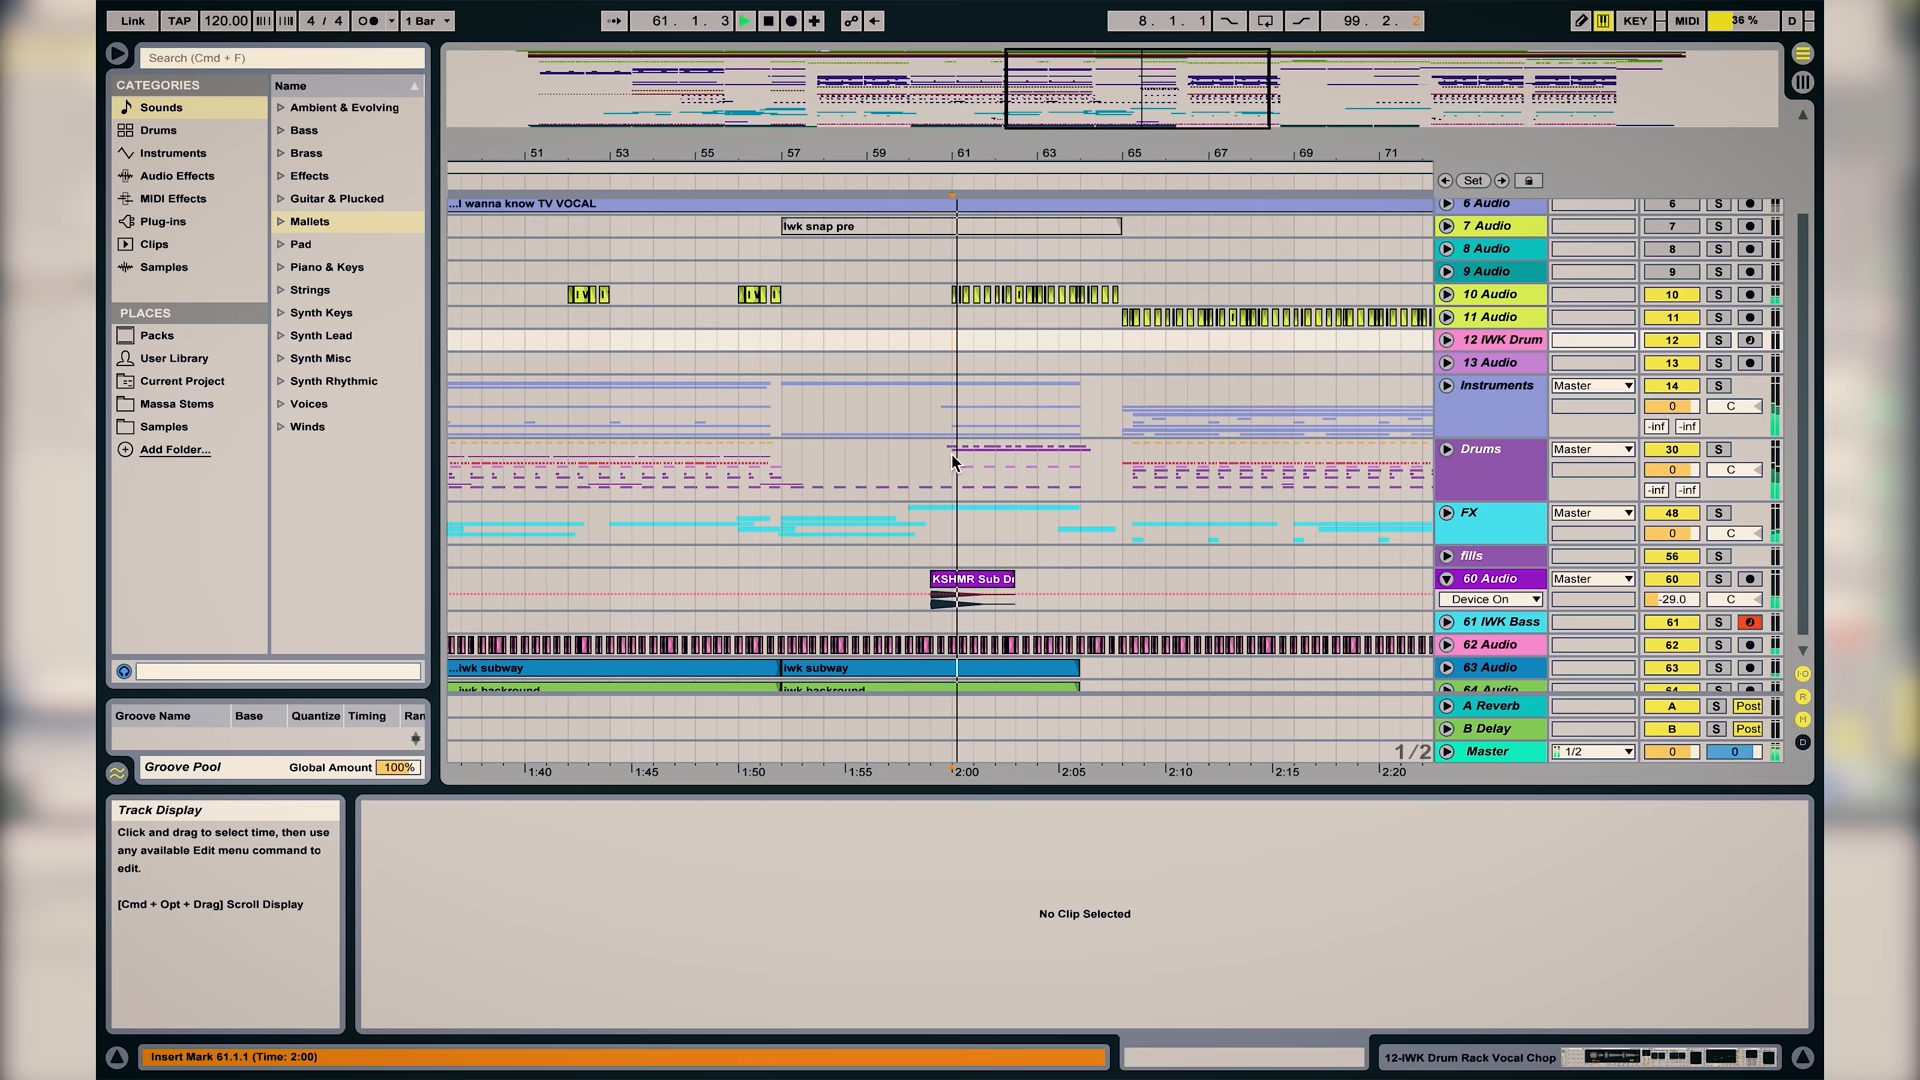 Link TAP 120.00 4 / 4 1 Bar 61 . 1 . 3 8 . 1 . 1 99 . 2 . 2 KEY MIDI 36 % D
Search (Cmd + F)
CATEGORIES
Sounds
Drums
Instruments
Audio Effects
MIDI Effects
Plug-ins
Clips
Samples
PLACES
Packs
User Library
Current Project
Massa Stems
Samples
Add Folder...
Name
Ambient & Evolving
Bass
Brass
Effects
Guitar & Plucked
Mallets
Pad
Piano & Keys
Strings
Synth Keys
Synth Lead
Synth Misc
Synth Rhythmic
Voices
Winds
Groove Name Base Quantize Timing Ran
Groove Pool Global Amount 100%
51 53 55 57 59 61 63 65 67 69 71
Set
...I wanna know TV VOCAL
Iwk snap pre
KSHMR Sub Dr
...iwk subway iwk subway
...iwk backround iwk backround
1/2
1:40 1:45 1:50 1:55 2:00 2:05 2:10 2:15 2:20
6 Audio 6 S
7 Audio 7 S
8 Audio 8 S
9 Audio 9 S
10 Audio 10 S
11 Audio 11 S
12 IWK Drum 12 S
13 Audio 13 S
Instruments Master 14 S
0 C
-inf -inf
Drums Master 30 S
0 C
-inf -inf
FX Master 48 S
0 C
fills 56 S
60 Audio Master 60 S
Device On -29.0 C
61 IWK Bass 61 S
62 Audio 62 S
63 Audio 63 S
64 Audio 64 S
A Reverb A S Post
B Delay B S Post
Master 1/2 0 0
I·O
R
M
D
Track Display
Click and drag to select time, then use
any available Edit menu command to
edit.
[Cmd + Opt + Drag] Scroll Display
No Clip Selected
Insert Mark 61.1.1 (Time: 2:00)
12-IWK Drum Rack Vocal Chop